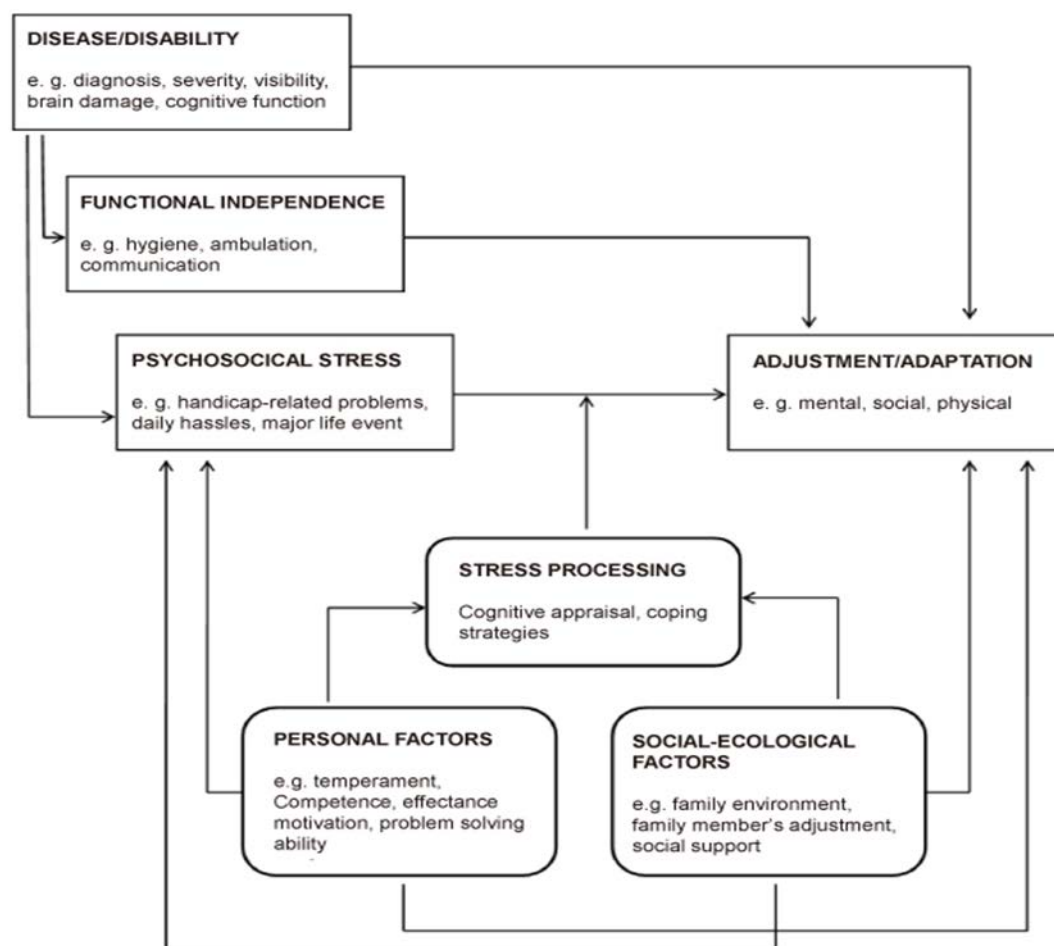 DISEASE/DISABILITY
e. g. diagnosis, severity, visibility,
brain damage, cognitive function
FUNCTIONAL INDEPENDENCE
e. g. hygiene, ambulation,
communication
PSYCHOSOCICAL STRESS
e. g. handicap-related problems,
daily hassles, major life event
ADJUSTMENT/ADAPTATION
e. g. mental, social, physical
STRESS PROCESSING
Cognitive appraisal, coping
strategies
PERSONAL FACTORS
e.g. temperament,
Competence, effectance
motivation, problem solving
ability
SOCIAL-ECOLOGICAL
FACTORS
e.g. family environment,
family member's adjustment,
social support